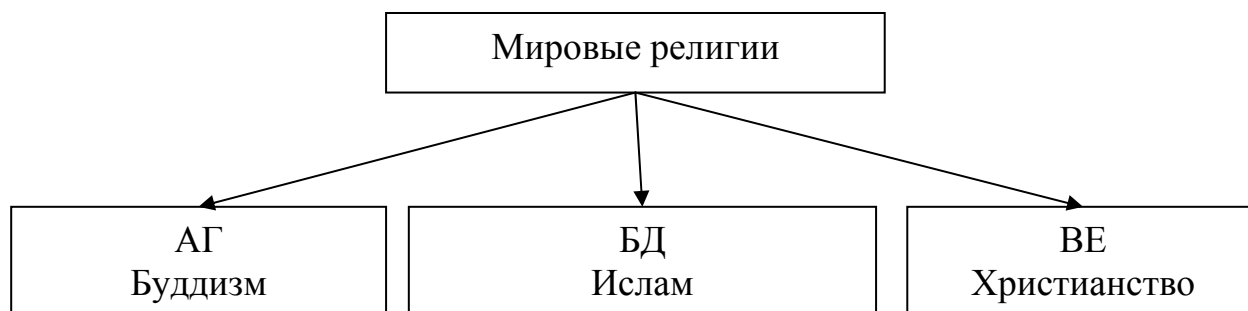 Мировые религии
АГ
Буддизм
БД
Ислам
ВЕ
Христианство